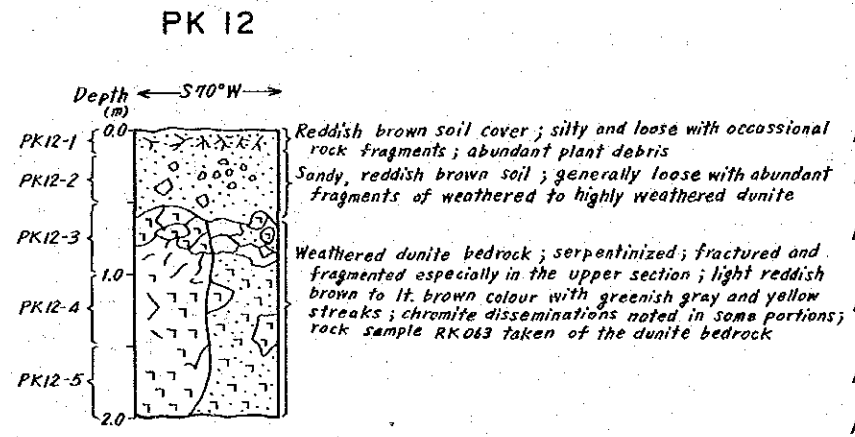 PK 12
Depth
(m)
S70°W
0.0
1.0
2.0
PK12-1
PK12-2
PK12-3
PK12-4
PK12-5
Reddish brown soil cover ; silty and loose with occassional
rock fragments ; abundant plant debris
Sandy, reddish brown soil ; generally loose with abundant
fragments of weathered to highly weathered dunite
Weathered dunite bedrock ; serpentinized ; fractured and
fragmented especially in the upper section ; light reddish
brown to lt. brown colour with greenish gray and yellow
streaks ; chromite disseminations noted in some portions ;
rock sample RK063 taken of the dunite bedrock